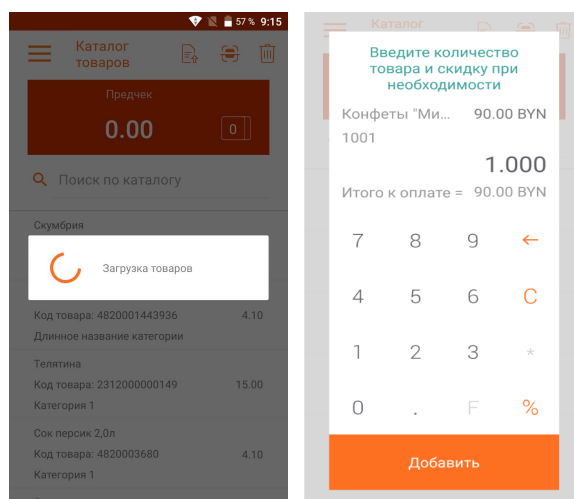 57 % 9:15
Каталог
товаров
Предчек
0.00
0
Поиск по каталогу
Скумбрия
Загрузка товаров
Код товара: 4820001443936 4.10
Длинное название категории
Телятина
Код товара: 2312000000149 15.00
Категория 1
Сок персик 2,0л
Код товара: 4820003680 4.10
Категория 1
Каталог
Введите количество
товара и скидку при
необходимости
Конфеты "Ми... 90.00 BYN
1001
1.000
Итого к оплате = 90.00 BYN
7 8 9 ←
4 5 6 C
1 2 3 *
0 . F %
Добавить